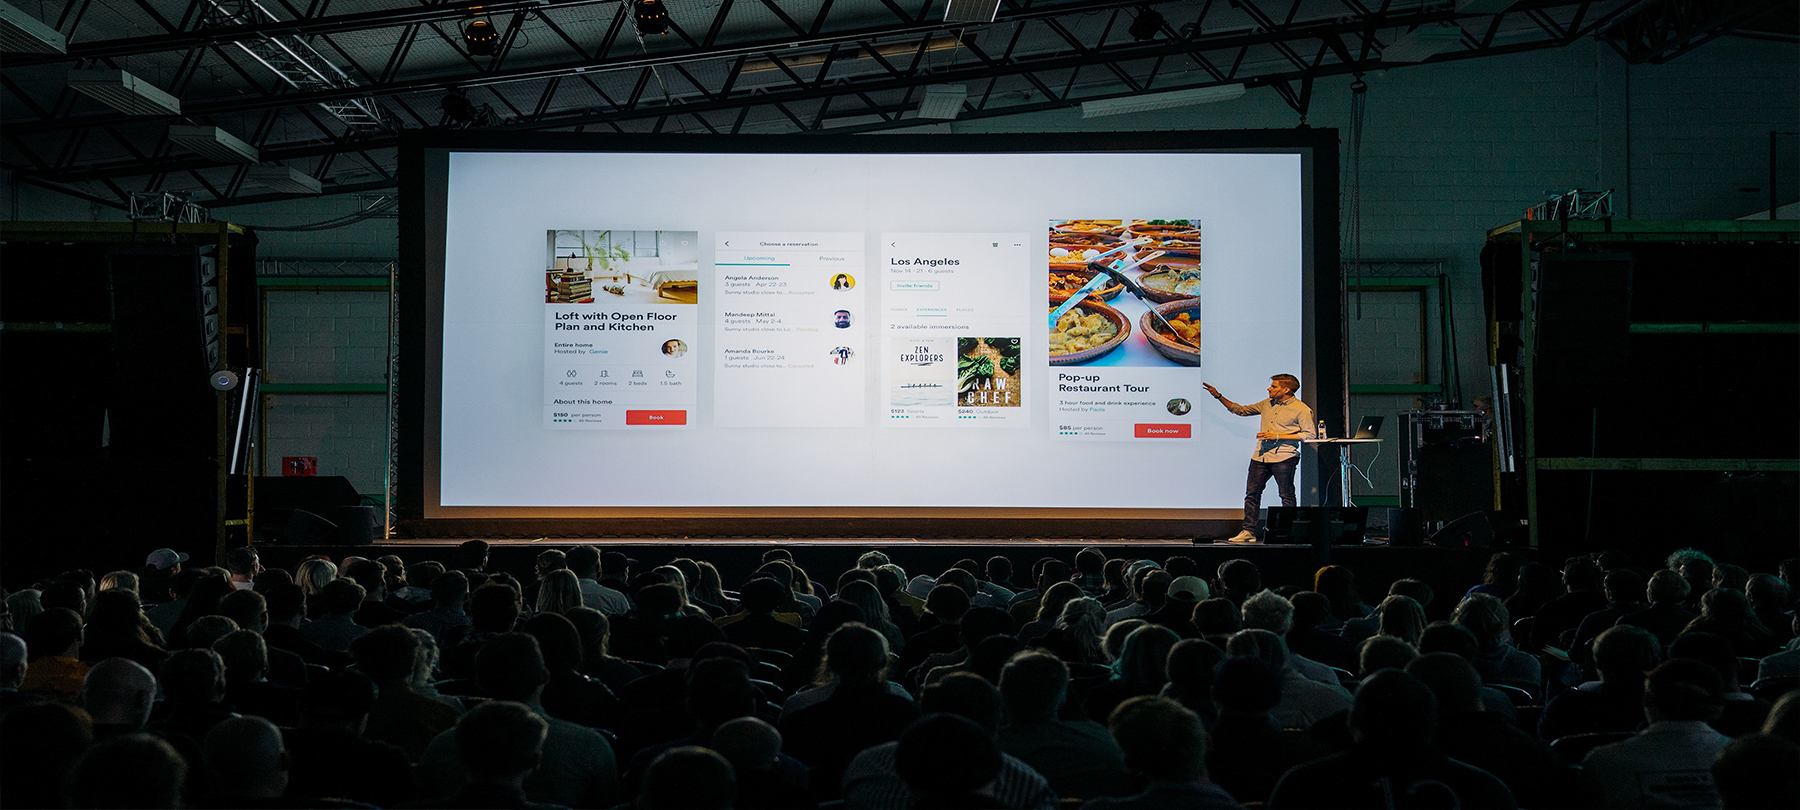 Loft with Open Floor
Plan and Kitchen
Entire home
Hosted by Genie
4 guests 2 rooms 2 beds 1.5 bath
About this home
$150 per person
Book
Choose a reservation
Upcoming Previous
Angela Anderson
3 guests · Apr 22-23
Sunny studio close to... Accepted
Mandeep Mittal
4 guests · May 2-4
Sunny studio close to Lo... Pending
Amanda Bourke
1 guests · Jun 22-24
Sunny studio close to...
Los Angeles
Nov 14 - 21 · 6 guests
Invite friends
EXPERIENCES
2 available immersions
ZEN
EXPLORERS
RAW
CHEF
$123 Sports
$240 Outdoor
Pop-up
Restaurant Tour
3 hour food and drink experience
Hosted by Paula
$85 per person
Book now